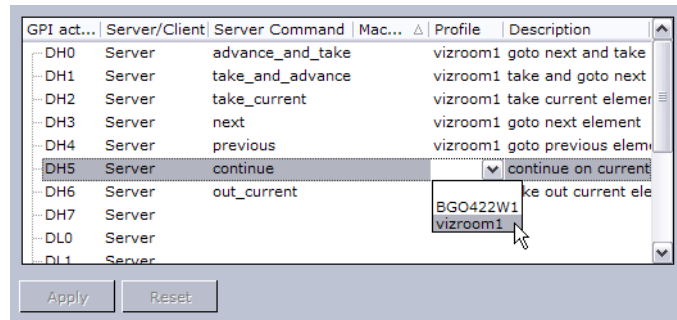 GPI act... Server/Client Server Command Mac... Profile Description
DH0 Server advance_and_take vizroom1 goto next and take
DH1 Server take_and_advance vizroom1 take and goto next
DH2 Server take_current vizroom1 take current elemer
DH3 Server next vizroom1 goto next element
DH4 Server previous vizroom1 goto previous elem
DH5 Server continue continue on current
DH6 Server out_current ke out current ele
BGO422W1
DH7 Server
vizroom1
DL0 Server
DL1 Server
Apply Reset